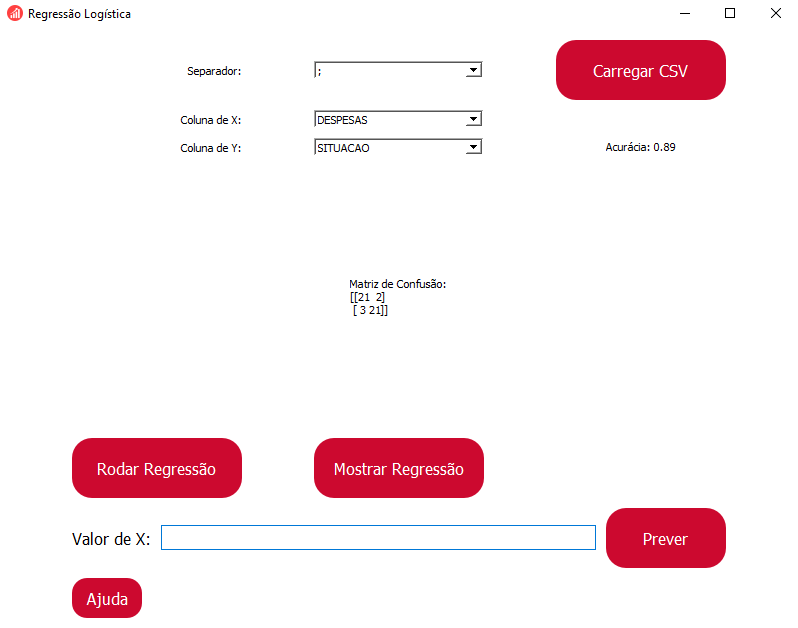 Regressão Logística
Separador:
;
Carregar CSV
Coluna de X:
DESPESAS
Coluna de Y:
SITUACAO
Acurácia: 0.89
Matriz de Confusão:
[[21  2]
[ 3 21]]
Rodar Regressão
Mostrar Regressão
Valor de X:
Prever
Ajuda